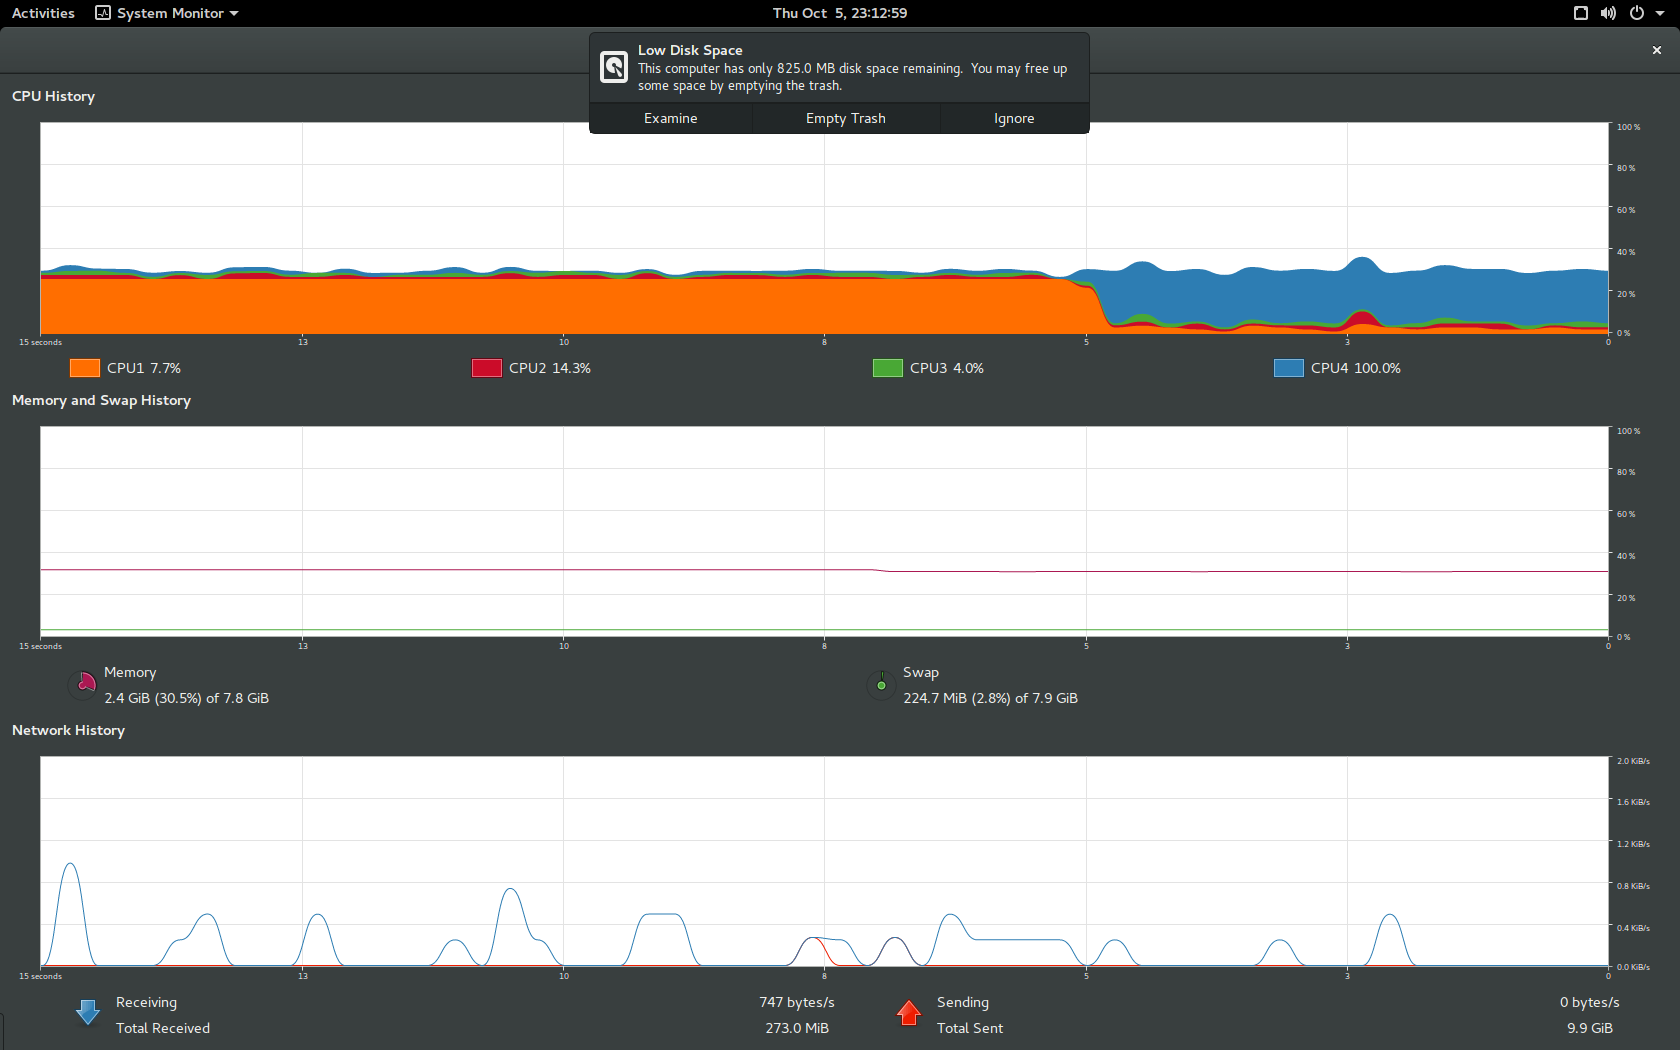 Activities System Monitor Thu Oct 5, 23:12:59
Low Disk Space
This computer has only 825.0 MB disk space remaining. You may free up
some space by emptying the trash.
Examine Empty Trash Ignore
CPU History
100 %
80 %
60 %
40 %
20 %
0 %
15 seconds 13 10 8 5 3 0
CPU1 7.7% CPU2 14.3% CPU3 4.0% CPU4 100.0%
Memory and Swap History
100 %
80 %
60 %
40 %
20 %
0 %
15 seconds 13 10 8 5 3 0
Memory Swap
2.4 GiB (30.5%) of 7.8 GiB 224.7 MiB (2.8%) of 7.9 GiB
Network History
2.0 KiB/s
1.6 KiB/s
1.2 KiB/s
0.8 KiB/s
0.4 KiB/s
0.0 KiB/s
15 seconds 13 10 8 5 3 0
Receiving 747 bytes/s Sending 0 bytes/s
Total Received 273.0 MiB Total Sent 9.9 GiB